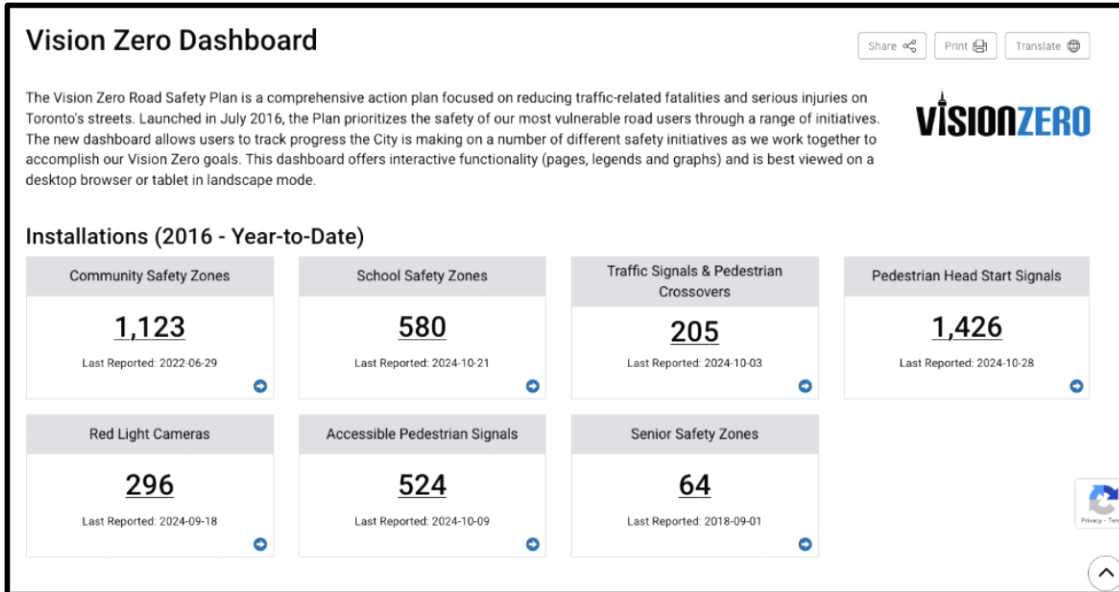 Vision Zero Dashboard
Share
Print
Translate
The Vision Zero Road Safety Plan is a comprehensive action plan focused on reducing traffic-related fatalities and serious injuries on
Toronto's streets. Launched in July 2016, the Plan prioritizes the safety of our most vulnerable road users through a range of initiatives.
The new dashboard allows users to track progress the City is making on a number of different safety initiatives as we work together to
accomplish our Vision Zero goals. This dashboard offers interactive functionality (pages, legends and graphs) and is best viewed on a
desktop browser or tablet in landscape mode.
VISIONZERO
Installations (2016 - Year-to-Date)
Community Safety Zones
1,123
Last Reported: 2022-06-29
School Safety Zones
580
Last Reported: 2024-10-21
Traffic Signals & Pedestrian
Crossovers
205
Last Reported: 2024-10-03
Pedestrian Head Start Signals
1,426
Last Reported: 2024-10-28
Red Light Cameras
296
Last Reported: 2024-09-18
Accessible Pedestrian Signals
524
Last Reported: 2024-10-09
Senior Safety Zones
64
Last Reported: 2018-09-01
Privacy -